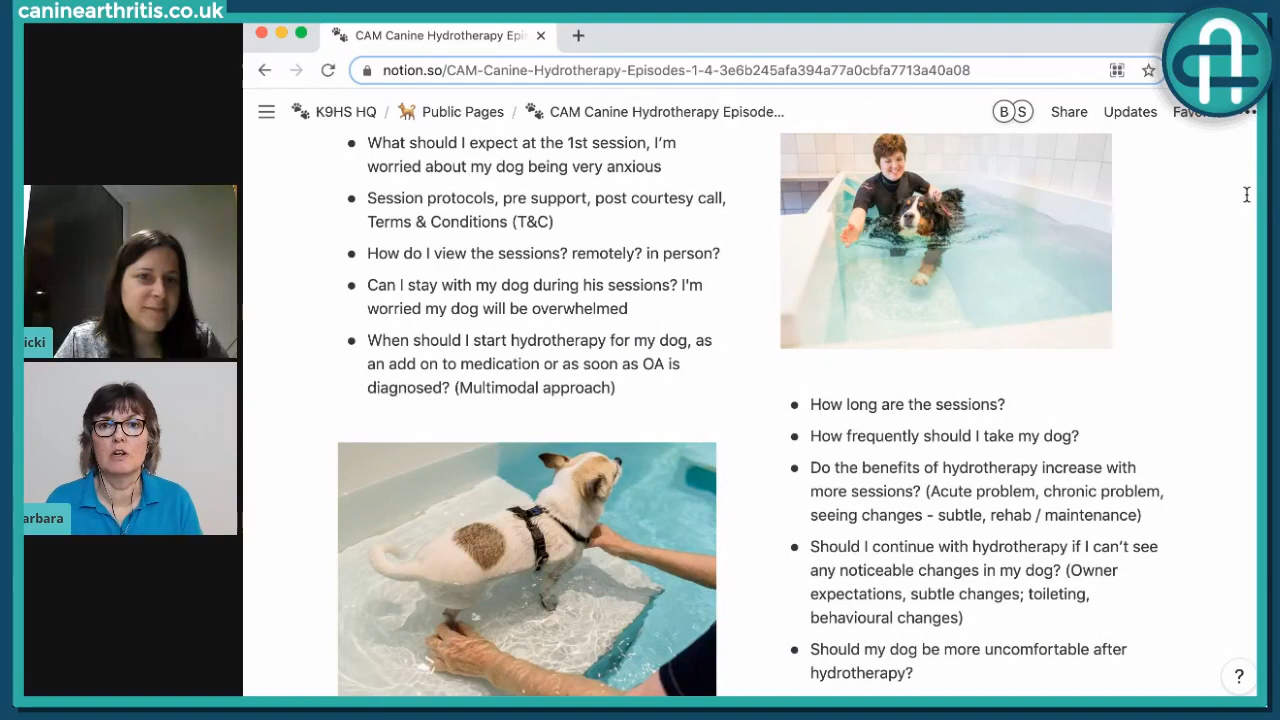 caninearthritis.co.uk
CAM Canine Hydrotherapy Epi
notion.so/CAM-Canine-Hydrotherapy-Episodes-1-4-3e6b245afa394a77a0cbfa7713a40a08
K9HS HQ / Public Pages / CAM Canine Hydrotherapy Episode...
B S Share Updates Favo
• What should I expect at the 1st session, I'm
worried about my dog being very anxious
• Session protocols, pre support, post courtesy call,
Terms & Conditions (T&C)
• How do I view the sessions? remotely? in person?
• Can I stay with my dog during his sessions? I'm
worried my dog will be overwhelmed
• When should I start hydrotherapy for my dog, as
an add on to medication or as soon as OA is
diagnosed? (Multimodal approach)
• How long are the sessions?
• How frequently should I take my dog?
• Do the benefits of hydrotherapy increase with
more sessions? (Acute problem, chronic problem,
seeing changes - subtle, rehab / maintenance)
• Should I continue with hydrotherapy if I can't see
any noticeable changes in my dog? (Owner
expectations, subtle changes; toileting,
behavioural changes)
• Should my dog be more uncomfortable after
hydrotherapy?
?
icki
arbara